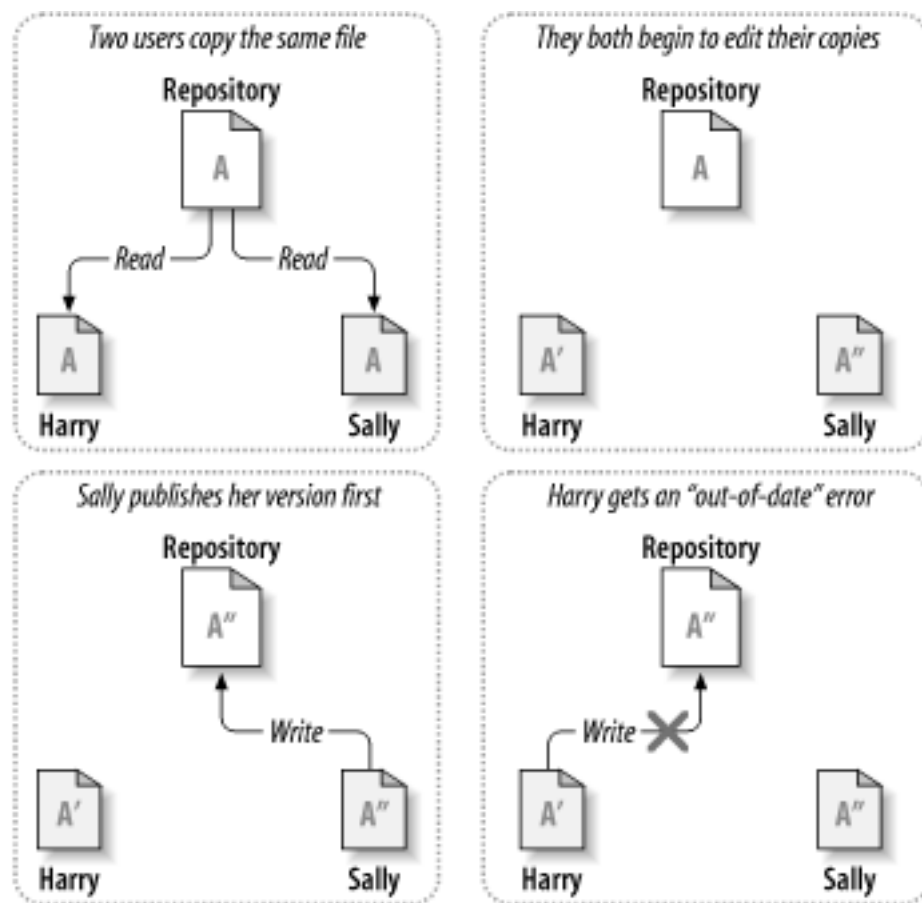 Two users copy the same file
Repository
A
Read Read
A A
Harry Sally
They both begin to edit their copies
Repository
A
A' A"
Harry Sally
Sally publishes her version first
Repository
A"
Write
A' A"
Harry Sally
Harry gets an “out-of-date” error
Repository
A"
Write
A' A"
Harry Sally